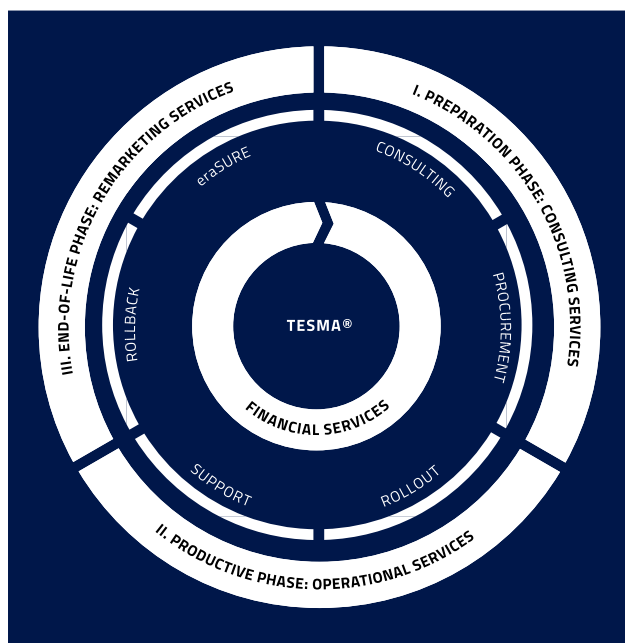 I. PREPARATION PHASE: CONSULTING SERVICES
II. PRODUCTIVE PHASE: OPERATIONAL SERVICES
III. END-OF-LIFE PHASE: REMARKETING SERVICES
CONSULTING
PROCUREMENT
ROLLOUT
SUPPORT
ROLLBACK
eraSURE
TESMA®
FINANCIAL SERVICES